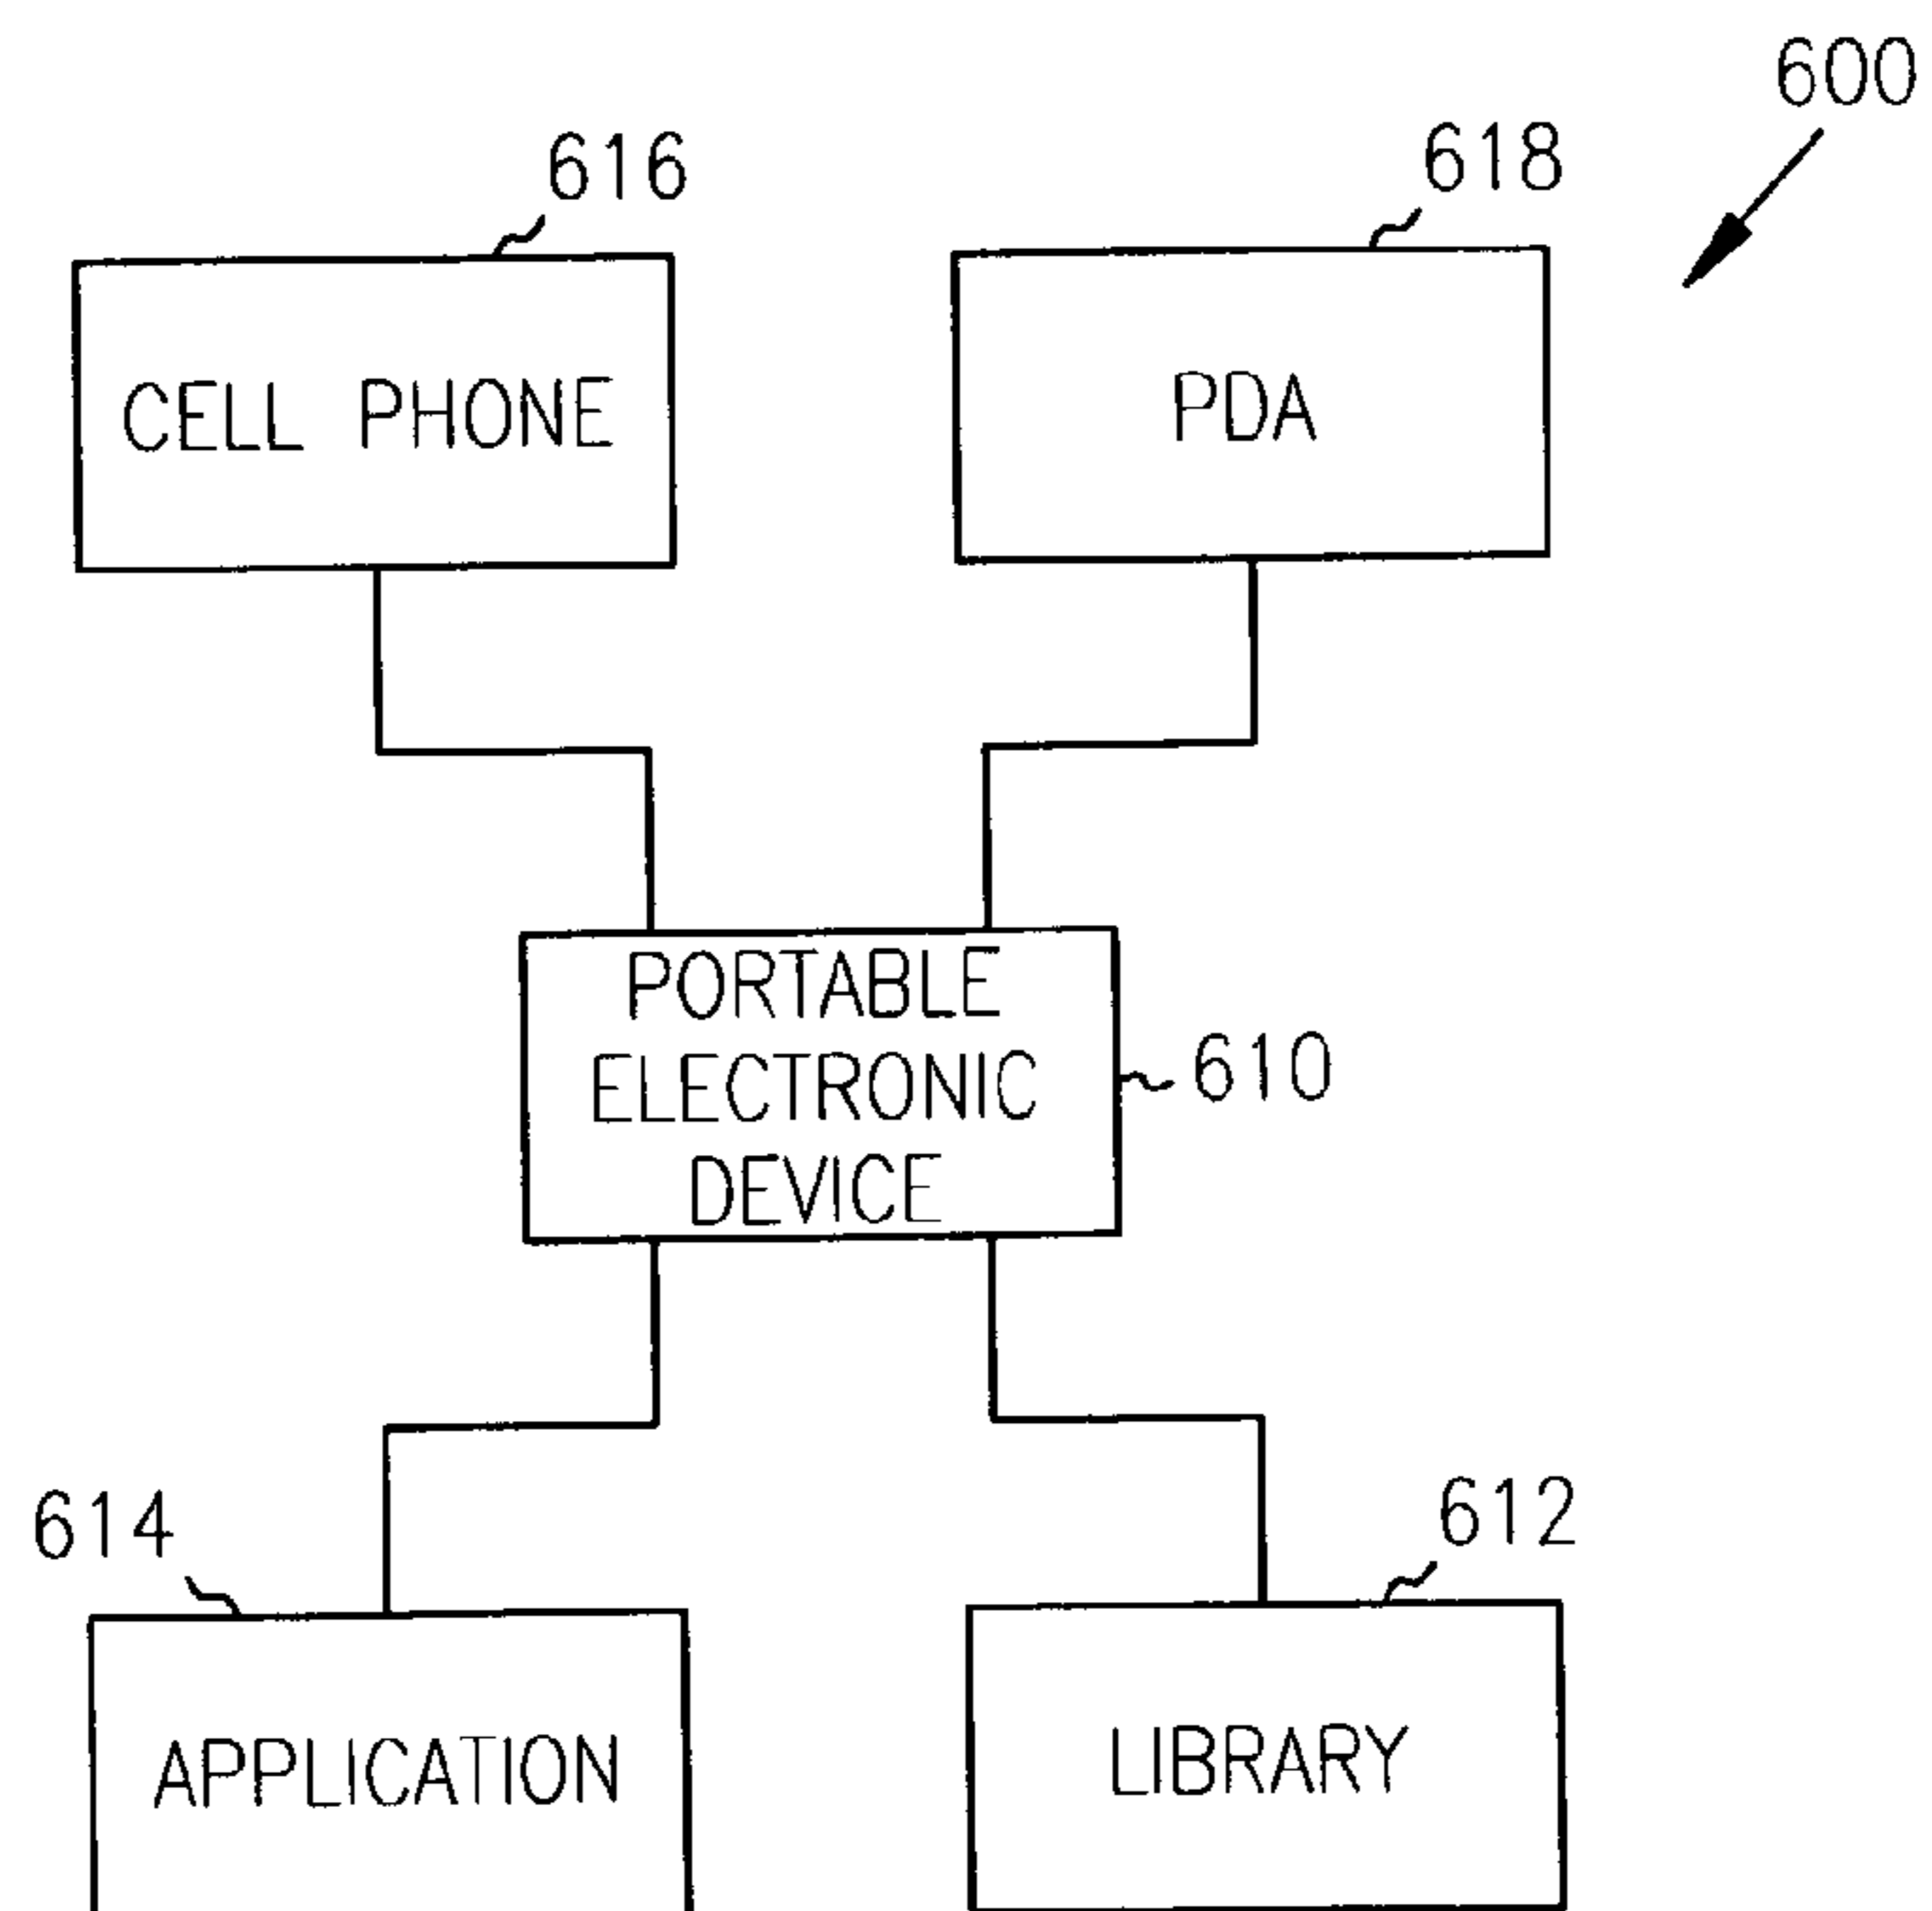 600
616
618
CELL PHONE
PDA
PORTABLE
ELECTRONIC
DEVICE
610
614
612
APPLICATION
LIBRARY